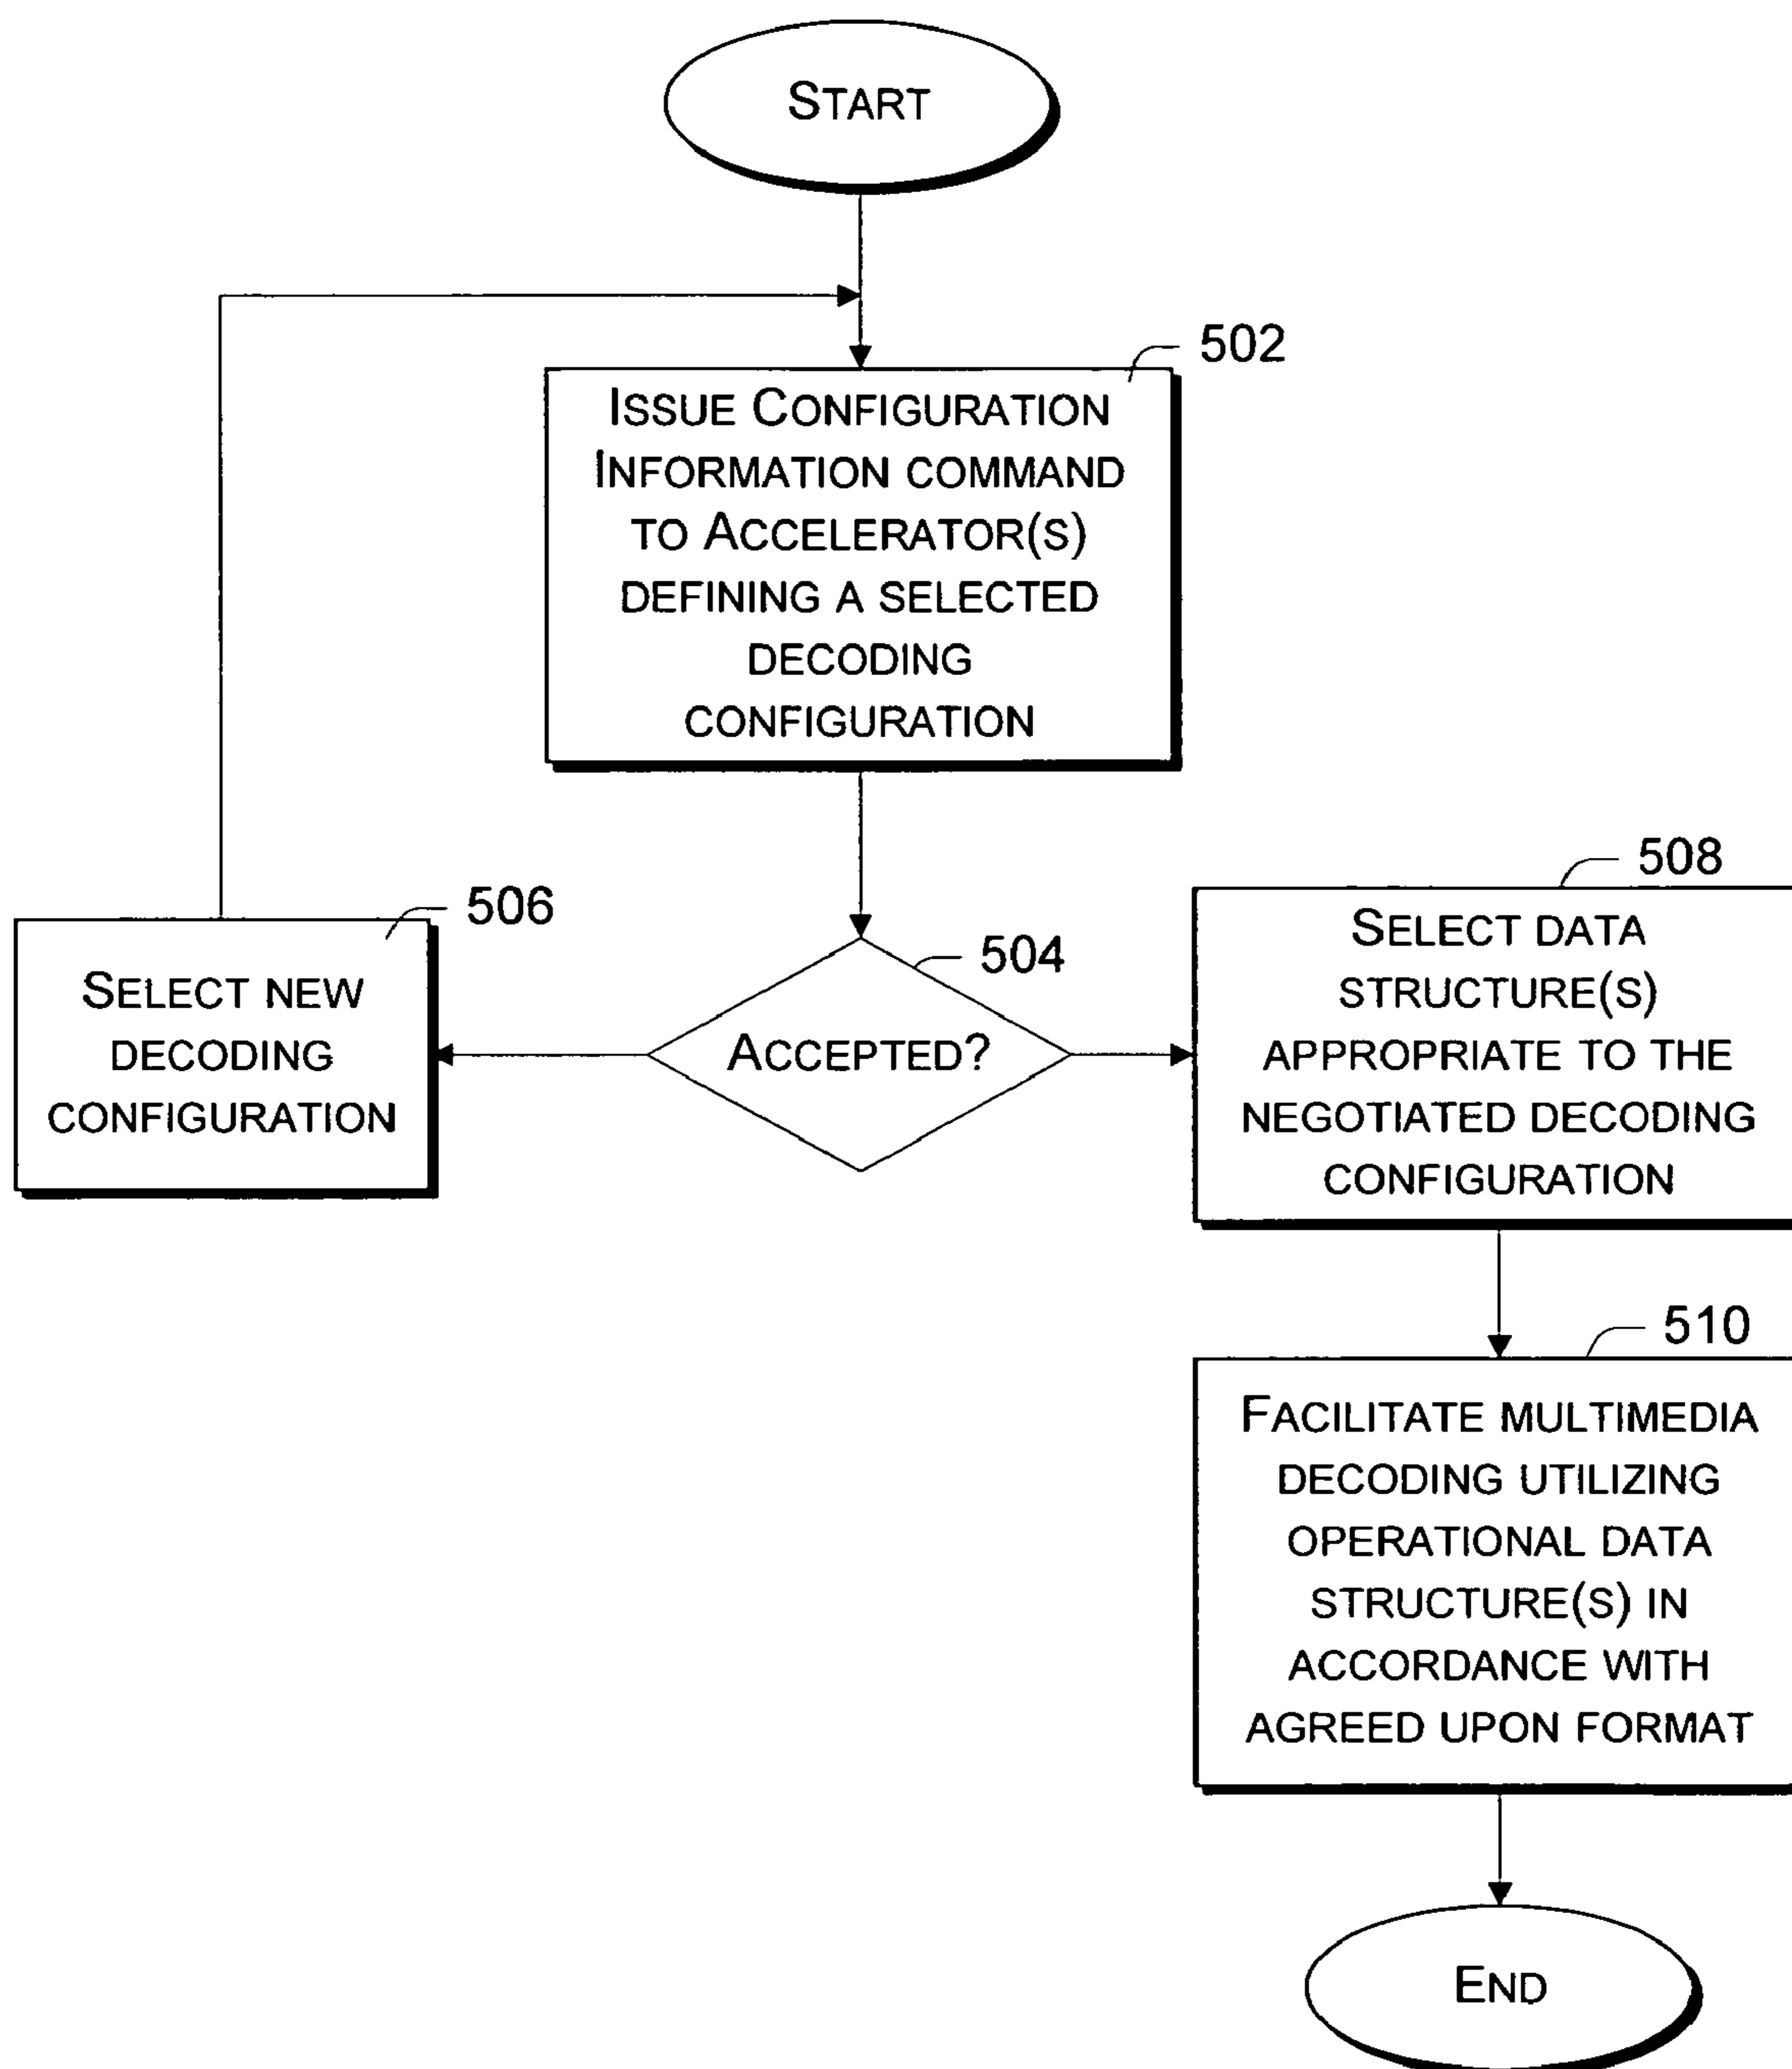 START
502
ISSUE CONFIGURATION
INFORMATION COMMAND
TO ACCELERATOR(S)
DEFINING A SELECTED
DECODING
CONFIGURATION
504
ACCEPTED?
506
SELECT NEW
DECODING
CONFIGURATION
508
SELECT DATA
STRUCTURE(S)
APPROPRIATE TO THE
NEGOTIATED DECODING
CONFIGURATION
510
FACILITATE MULTIMEDIA
DECODING UTILIZING
OPERATIONAL DATA
STRUCTURE(S) IN
ACCORDANCE WITH
AGREED UPON FORMAT
END